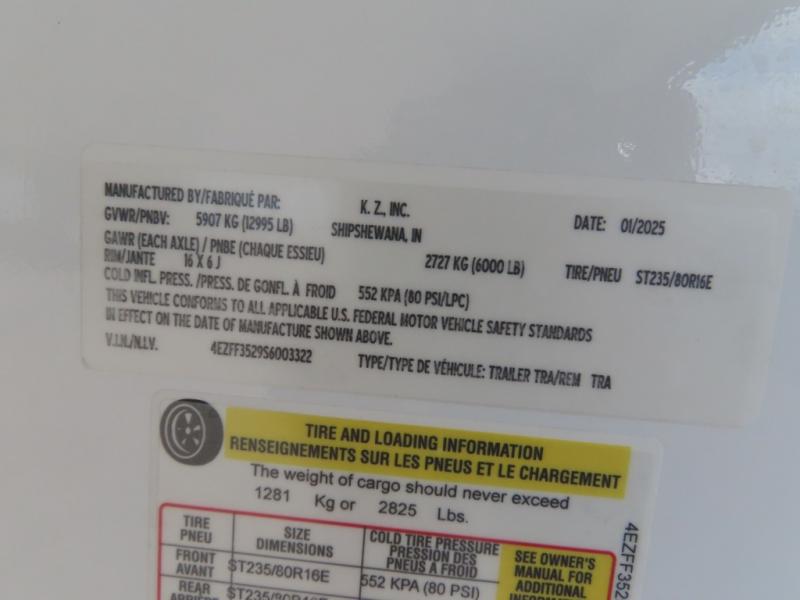 MANUFACTURED BY/FABRIQUÉ PAR: K. Z., INC. DATE: 01/2025
GVWR/PNBV: 5907 KG (12995 LB) SHIPSHEWANA, IN
GAWR (EACH AXLE) / PNBE (CHAQUE ESSIEU) 2727 KG (6000 LB) TIRE/PNEU ST235/80R16E
RIM/JANTE 16 X 6 J
COLD INFL. PRESS. /PRESS. DE GONFL. À FROID 552 KPA (80 PSI/LPC)
THIS VEHICLE CONFORMS TO ALL APPLICABLE U.S. FEDERAL MOTOR VEHICLE SAFETY STANDARDS
IN EFFECT ON THE DATE OF MANUFACTURE SHOWN ABOVE.
V.I.N./N.I.V. 4EZFF3529S6003322 TYPE/TYPE DE VÉHICULE: TRAILER TRA/REM TRA
TIRE AND LOADING INFORMATION
RENSEIGNEMENTS SUR LES PNEUS ET LE CHARGEMENT
The weight of cargo should never exceed
1281 Kg or 2825 Lbs.
TIRE
PNEU
SIZE
DIMENSIONS
COLD TIRE PRESSURE
PRESSION DES
PNEUS A FROID
SEE OWNER'S
MANUAL FOR
ADDITIONAL
INFORMATION
FRONT
AVANT
ST235/80R16E
552 KPA (80 PSI)
REAR
ARRIÈRE
ST235/80R16E
4EZFF352